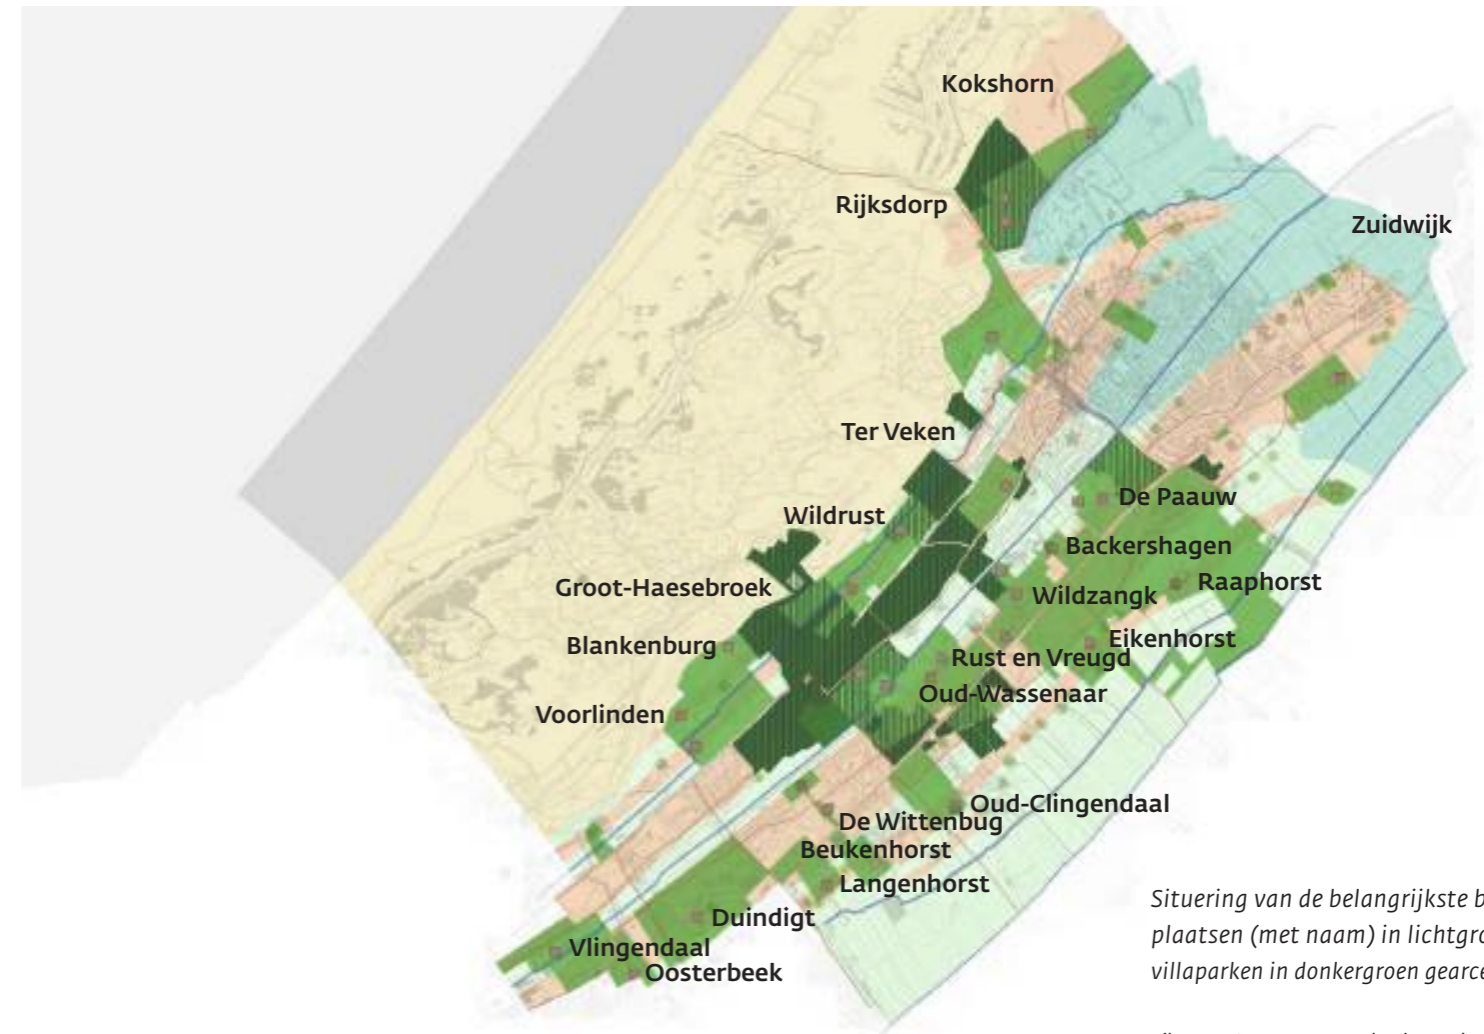 Kokshorn
Rijksdorp
Zuidwijk
Ter Veken
De Paauw
Wildrust
Backershagen
Groot-Haesebroek
Raaphorst
Wildzangk
Blankenburg
Eikenhorst
Rust en Vreugd
Oud-Wassenaar
Voorlinden
Oud-Clingendaal
De Wittenbug
Beukenhorst
Langenhorst
Duindigt
Vlingendaal
Oosterbeek
Situering van de belangrijkste
plaatsen (met naam) in
villaparken in donkergroen